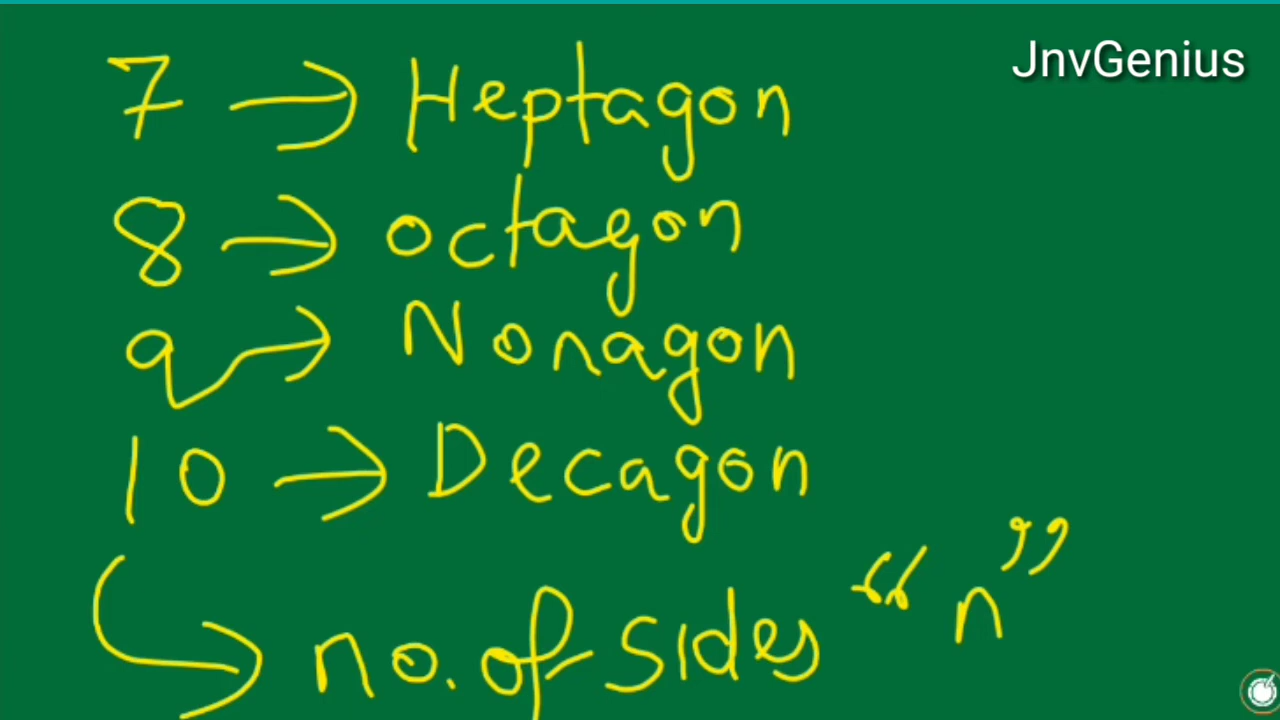 JnvGenius
7 → Heptagon
8 → octagon
9 → Nonagon
10 → Decagon
→ no. of sides “n”